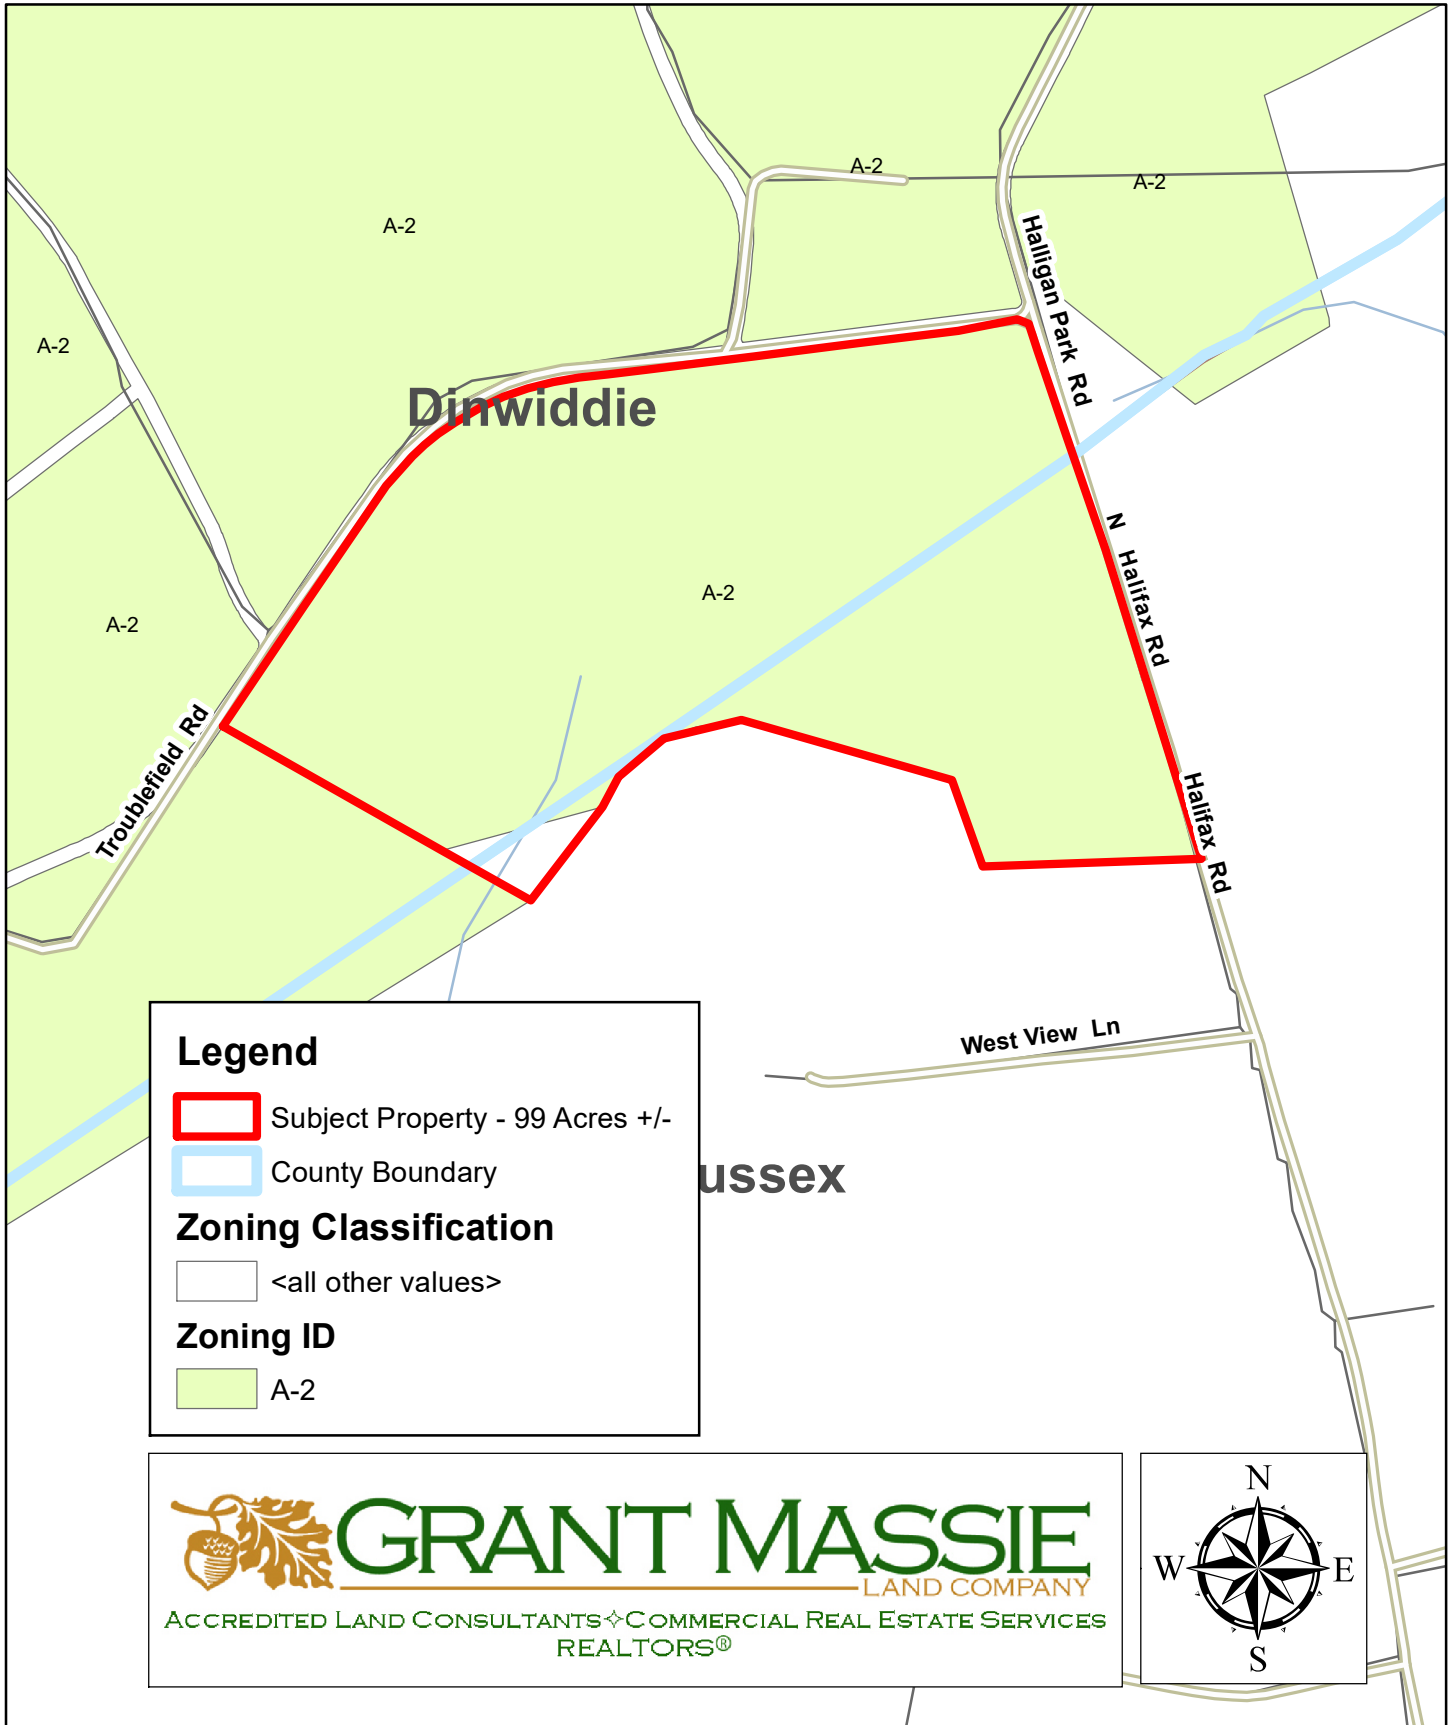 A-2
A-2
A-2
Halligan Park Rd
A-2
Dinwiddie
N Halifax Rd
A-2
A-2
Troublefield Rd
Halifax Rd
West View Ln
ussex
Legend
Subject Property - 99 Acres +/-
County Boundary
Zoning Classification
<all other values>
Zoning ID
A-2
GRANT MASSIE
LAND COMPANY
ACCREDITED LAND CONSULTANTS✧COMMERCIAL REAL ESTATE SERVICES
REALTORS®
N
W E
S